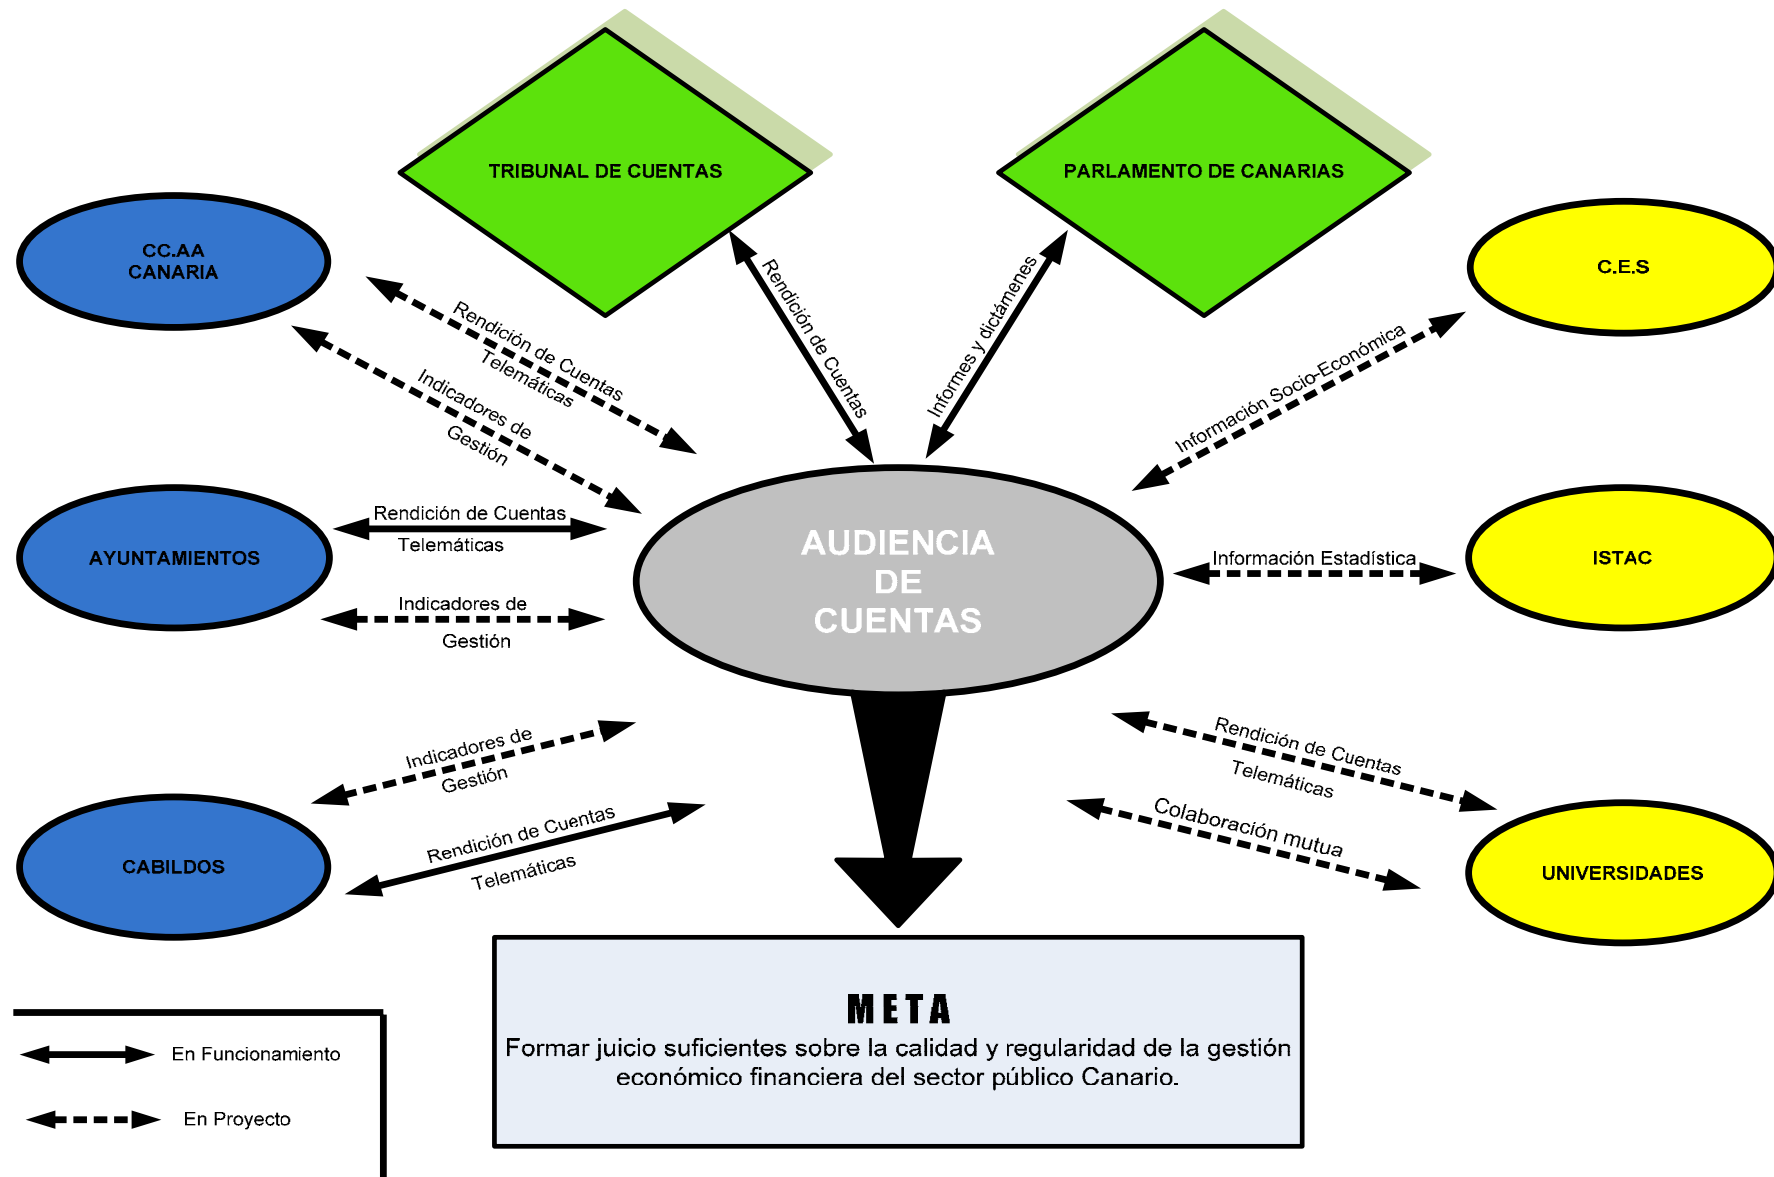 TRIBUNAL DE CUENTAS
PARLAMENTO DE CANARIAS
CC.AA
CANARIA
C.E.S
Rendición de Cuentas
Telemáticas
Indicadores de
Gestión
Rendición de Cuentas
Informes y dictámenes
Información Socio-Económica
AYUNTAMIENTOS
Rendición de Cuentas
Telemáticas
Indicadores de
Gestión
AUDIENCIA
DE
CUENTAS
Información Estadística
ISTAC
Indicadores de
Gestión
Rendición de Cuentas
Telemáticas
CABILDOS
Rendición de Cuentas
Telemáticas
Colaboración mutua
UNIVERSIDADES
META
Formar juicio suficientes sobre la calidad y regularidad de la gestión
económico financiera del sector público Canario.
En Funcionamiento
En Proyecto